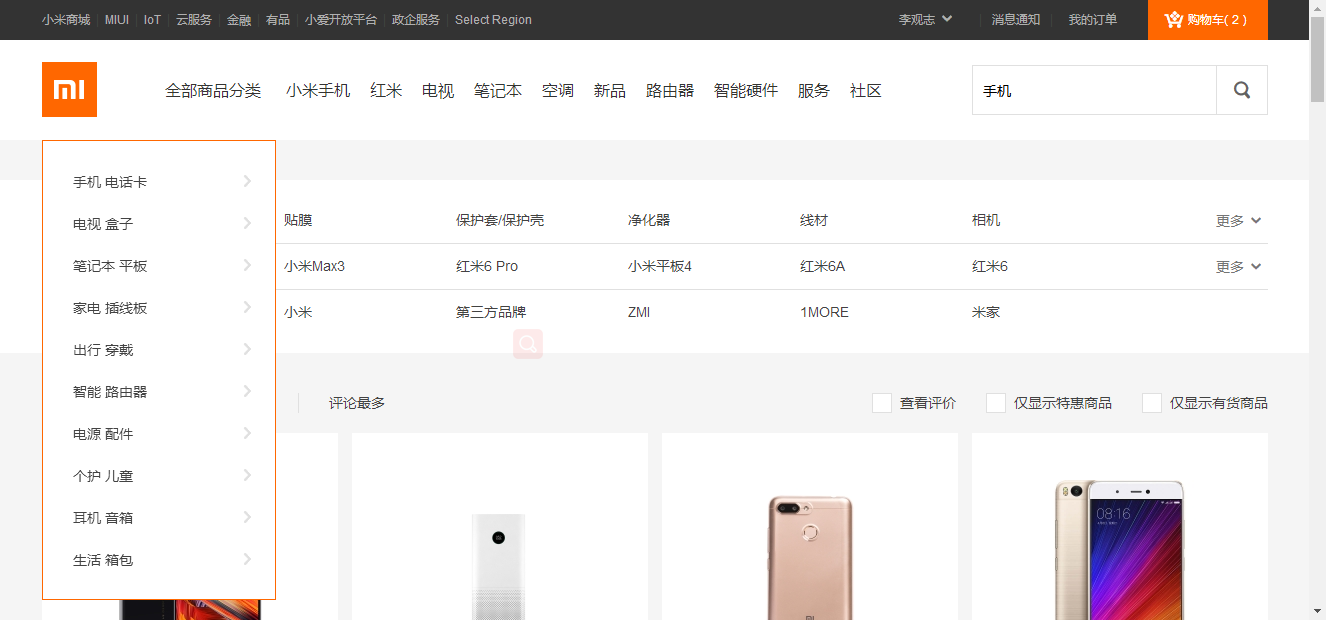 小米商城 MIUI IoT 云服务 金融 有品 小爱开放平台 政企服务 Select Region 李观志 消息通知 我的订单 购物车( 2 )
全部商品分类 小米手机 红米 电视 笔记本 空调 新品 路由器 智能硬件 服务 社区 手机
手机 电话卡
电视 盒子
笔记本 平板
家电 插线板
出行 穿戴
智能 路由器
电源 配件
个护 儿童
耳机 音箱
生活 箱包
贴膜 保护套/保护壳 净化器 线材 相机 更多
小米Max3 红米6 Pro 小米平板4 红米6A 红米6 更多
小米 第三方品牌 ZMI 1MORE 米家
评论最多 查看评价 仅显示特惠商品 仅显示有货商品
08:16